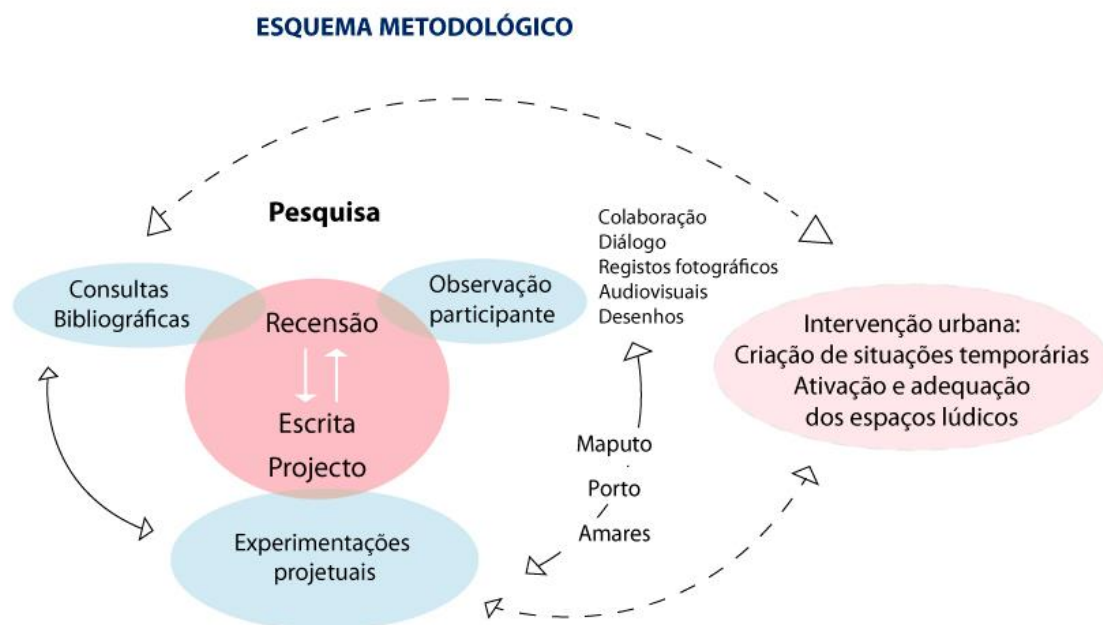 ESQUEMA METODOLÓGICO
Pesquisa
Consultas
Bibliográficas
Recensão
Escrita
Projecto
Observação
participante
Experimentações
projetuais
Colaboração
Diálogo
Registos fotográficos
Audiovisuais
Desenhos
Maputo
Porto
Amares
Intervenção urbana:
Criação de situações temporárias
Ativação e adequação
dos espaços lúdicos